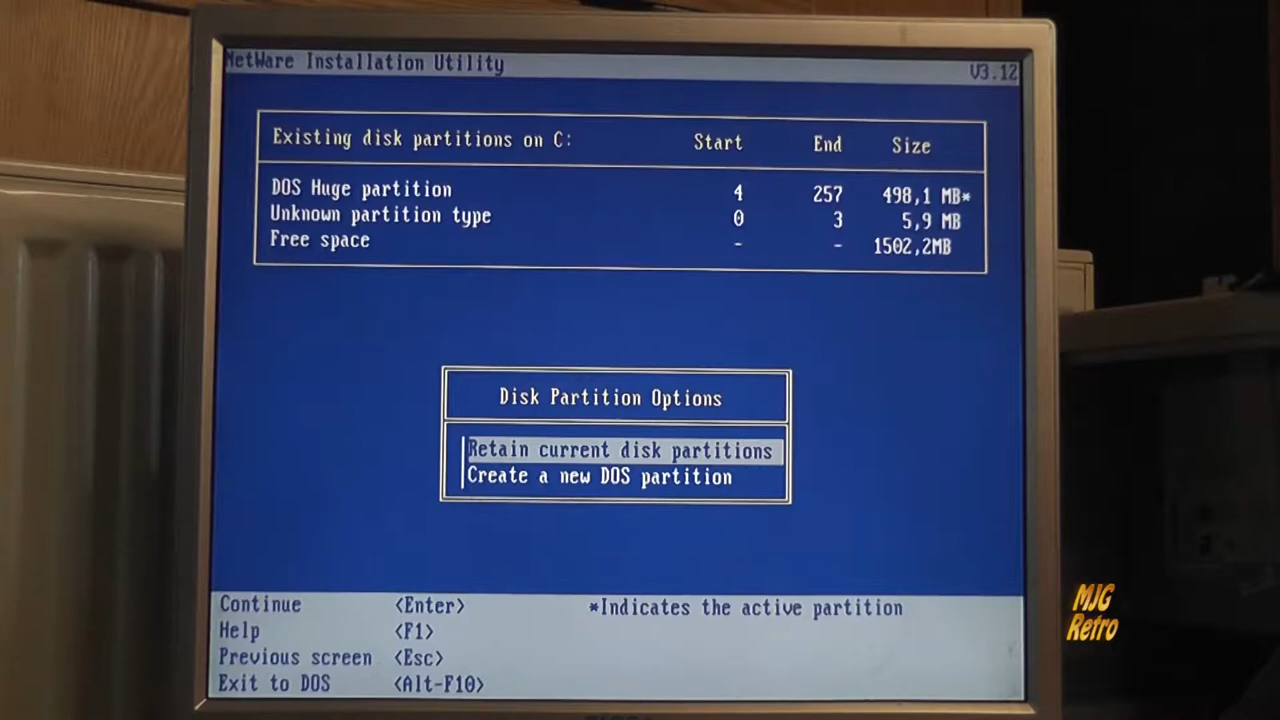 NetWare Installation Utility V3.12
Existing disk partitions on C: Start End Size
DOS Huge partition 4 257 498,1 MB*
Unknown partition type 0 3 5,9 MB
Free space - - 1502,2MB
Disk Partition Options
Retain current disk partitions
Create a new DOS partition
Continue <Enter> *Indicates the active partition
Help <F1>
Previous screen <Esc>
Exit to DOS <Alt-F10>
MJG
Retro